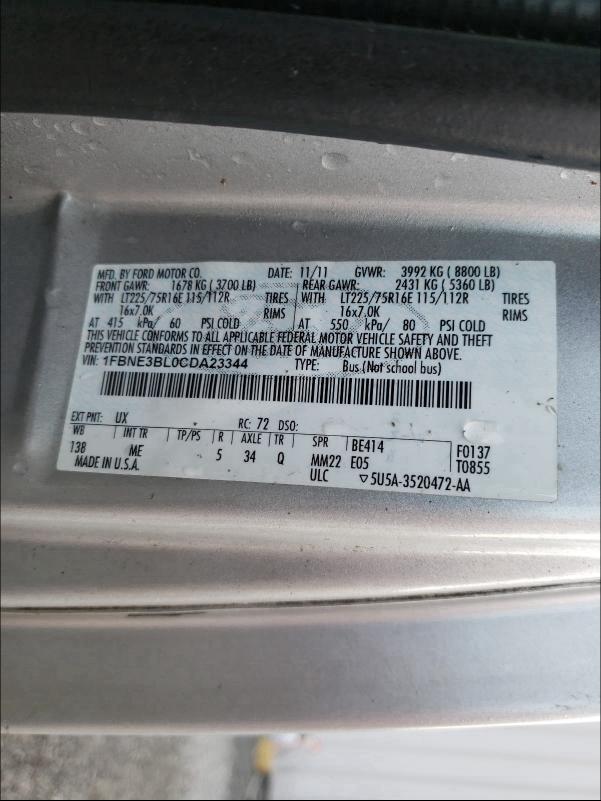 MFD. BY FORD MOTOR CO. DATE: 11/11 GVWR: 3992 KG ( 8800 LB)
FRONT GAWR: 1678 KG ( 3700 LB) REAR GAWR: 2431 KG ( 5360 LB)
WITH LT225/75R16E 115/112R TIRES WITH LT225/75R16E 115/112R TIRES
16x7.0K RIMS 16x7.0K RIMS
AT 415 kPa/ 60 PSI COLD AT 550 kPa/ 80 PSI COLD
THIS VEHICLE CONFORMS TO ALL APPLICABLE FEDERAL MOTOR VEHICLE SAFETY AND THEFT
PREVENTION STANDARDS IN EFFECT ON THE DATE OF MANUFACTURE SHOWN ABOVE.
VIN: 1FBNE3BL0CDA23344 TYPE: Bus (Not school bus)
EXT PNT: UX RC: 72 DSO:
WB INT TR TP/PS R AXLE TR SPR BE414 F0137
138 ME 5 34 Q MM22 E05 T0855
MADE IN U.S.A. ULC ▽5U5A-3520472-AA